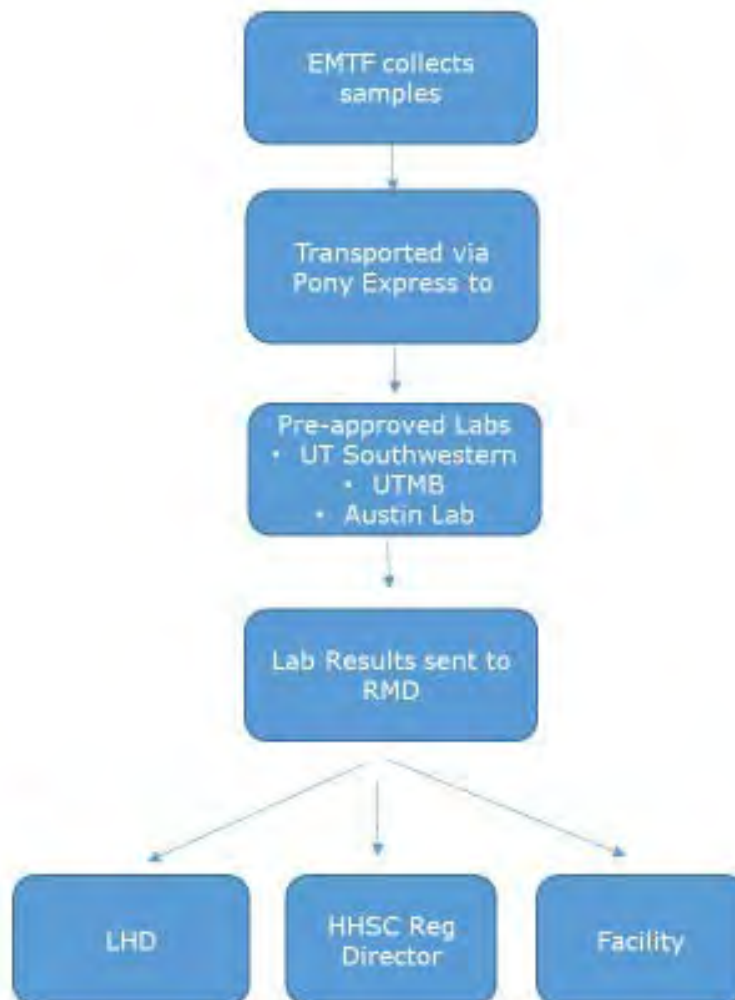 EMTF collects
samples
Transported via
Pony Express to
Pre-approved Labs
• UT Southwestern
• UTMB
• Austin Lab
Lab Results sent to
RMD
LHD
HHSC Reg
Director
Facility